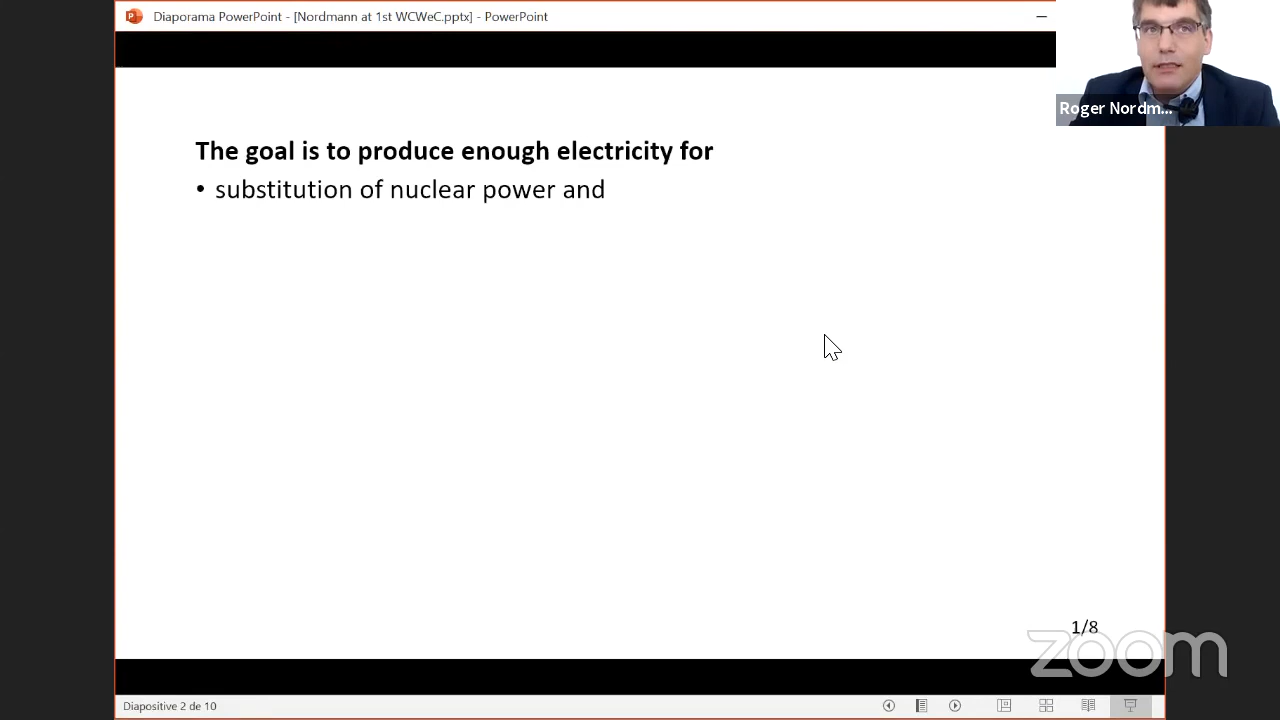 Diaporama PowerPoint - [Nordmann at 1st WCWeC.pptx] - PowerPoint
Roger Nordm...
The goal is to produce enough electricity for
• substitution of nuclear power and
1/8
zoom
Diapositive 2 de 10